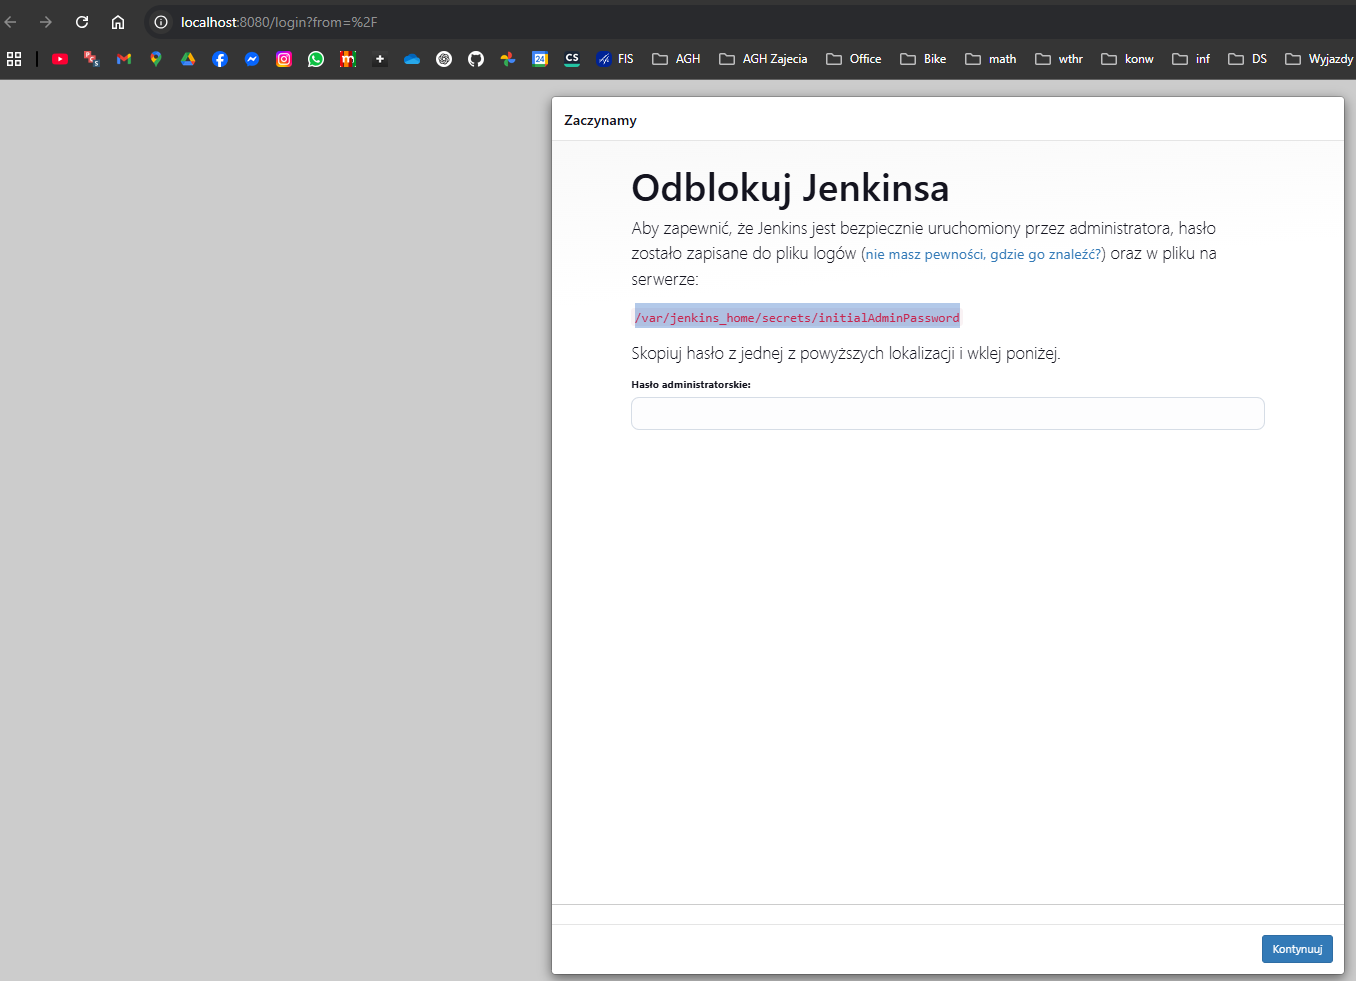 localhost:8080/login?from=%2F
FIS AGH AGH Zajecia Office Bike math wthr konw inf DS Wyjazdy
Zaczynamy
Odblokuj Jenkinsa
Aby zapewnić, że Jenkins jest bezpiecznie uruchomiony przez administratora, hasło
zostało zapisane do pliku logów (nie masz pewności, gdzie go znaleźć?) oraz w pliku na
serwerze:
/var/jenkins_home/secrets/initialAdminPassword
Skopiuj hasło z jednej z powyższych lokalizacji i wklej poniżej.
Hasło administratorskie:
Kontynuuj